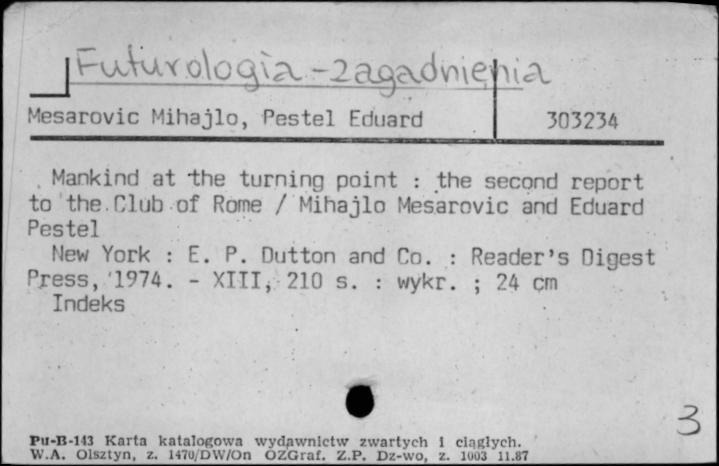 Futurologia - zagadnienia
Mesarovic Mihajlo, Pestel Eduard 303234
Mankind at the turning point : the second report
to the Club of Rome / Mihajlo Mesarovic and Eduard
Pestel
New York : E. P. Dutton and Co. : Reader's Digest
Press, 1974. - XIII, 210 s. : wykr. ; 24 cm
Indeks
3
Pu-B-143 Karta katalogowa wydawnictw zwartych i ciągłych.
W.A. Olsztyn, z. 1470/DW/On OZGraf. Z.P. Dz-wo, z. 1003 11.87